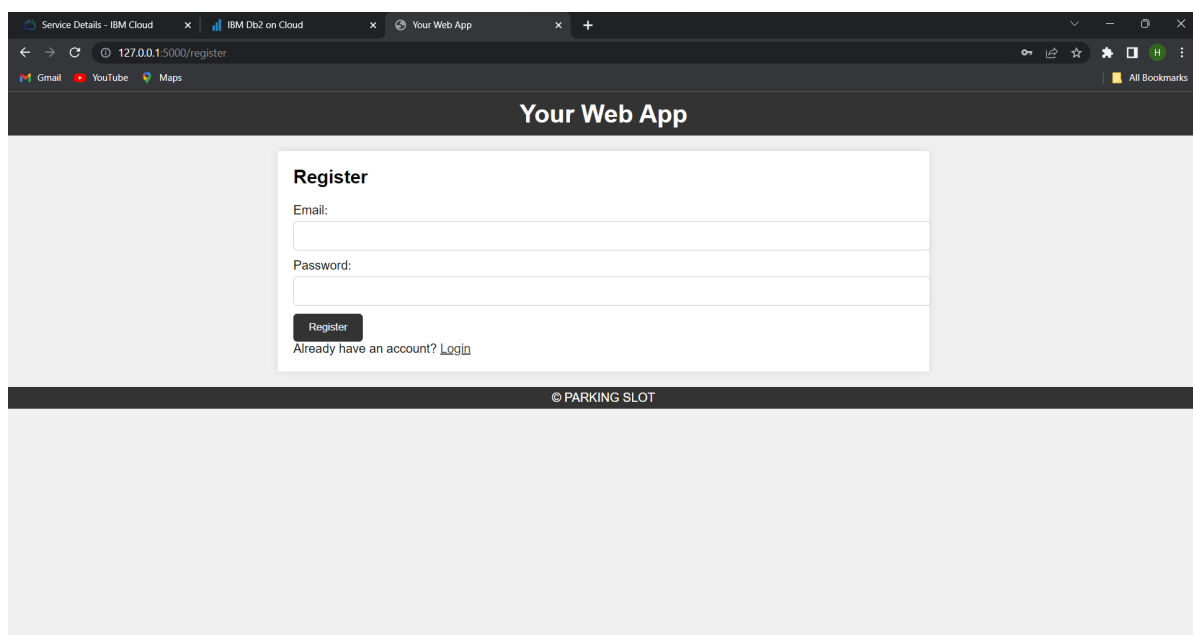 Service Details - IBM Cloud IBM Db2 on Cloud Your Web App
127.0.0.1:5000/register H
Gmail YouTube Maps All Bookmarks
Your Web App
Register
Email:
Password:
Register
Already have an account? Login
© PARKING SLOT